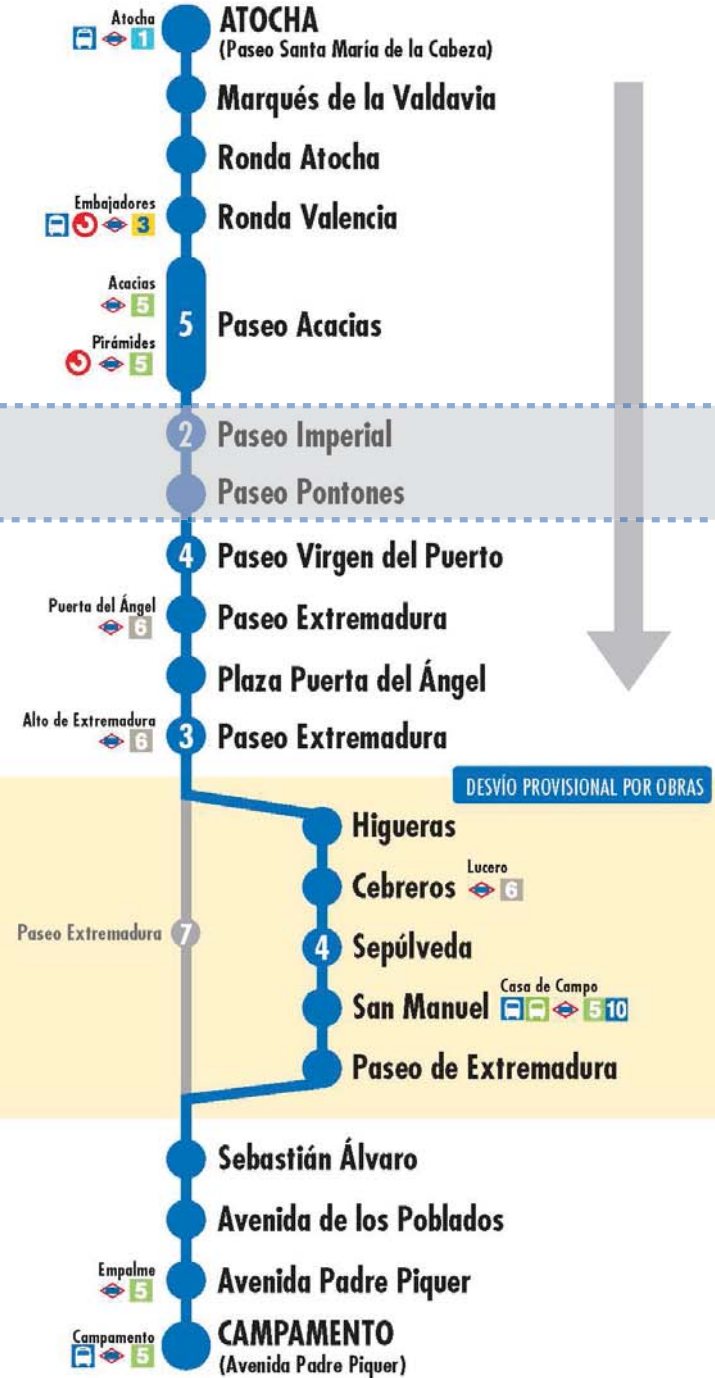 Atocha
1
ATOCHA
(Paseo Santa María de la Cabeza)
Marqués de la Valdavia
Ronda Atocha
Embajadores
3
Ronda Valencia
Acacias
5
Pirámides
5
5
Paseo Acacias
2
Paseo Imperial
Paseo Pontones
4
Paseo Virgen del Puerto
Puerta del Ángel
6
Paseo Extremadura
Plaza Puerta del Ángel
Alto de Extremadura
6
3
Paseo Extremadura
DESVÍO PROVISIONAL POR OBRAS
Higueras
Cebreros
Lucero
6
Paseo Extremadura
7
4
Sepúlveda
San Manuel
Casa de Campo
5 10
Paseo de Extremadura
Sebastián Álvaro
Avenida de los Poblados
Empalme
5
Avenida Padre Piquer
Campamento
5
CAMPAMENTO
(Avenida Padre Piquer)